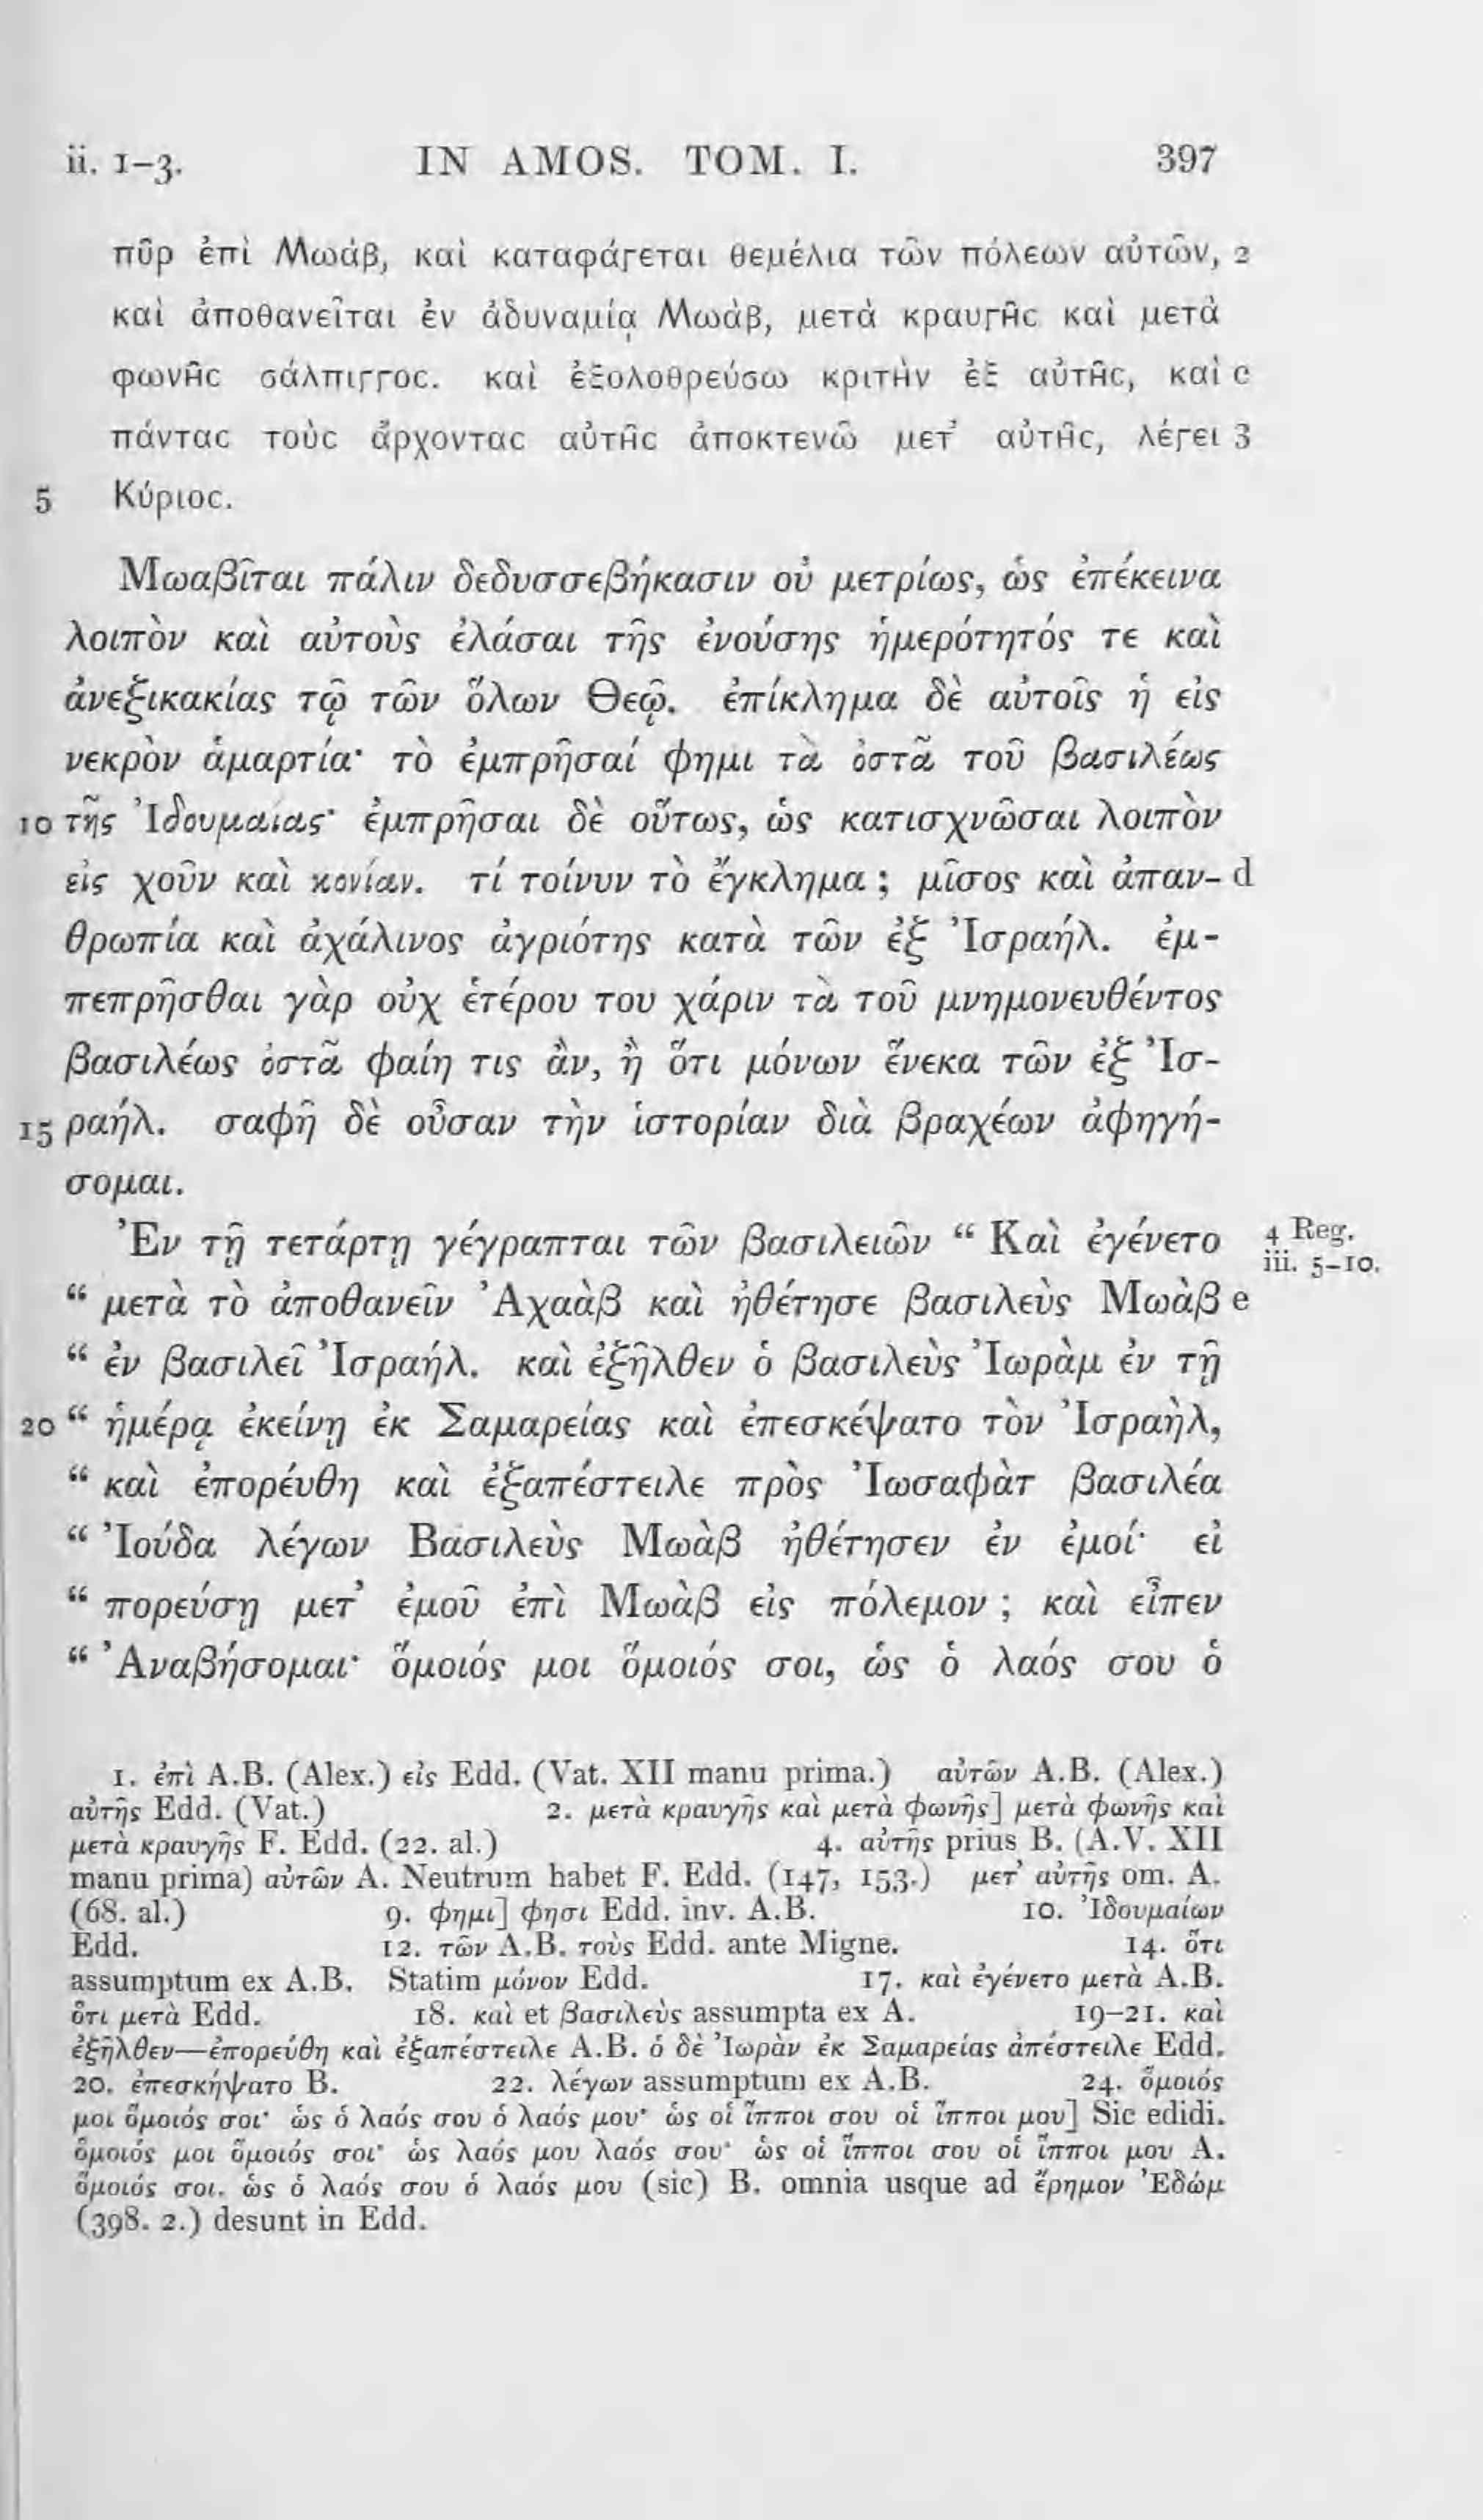 ii. 1-3. IN AMOS. TOM. I. 397
πῦρ ἐπὶ Μωάβ, καὶ καταφάγεται θεμέλια τῶν πόλεων αὐτῶν, 2
καὶ ἀποθανεῖται ἐν ἀδυναμίᾳ Μωὰβ, μετὰ κραυγῆς καὶ μετὰ
φωνῆς σάλπιγγος. καὶ ἐξολοθρεύσω κριτὴν ἐξ αὐτῆς, καὶ c
πάντας τοὺς ἄρχοντας αὐτῆς ἀποκτενῶ μετ’ αὐτῆς, λέγει 3
5 Κύριος.
Μωαβῖται πάλιν δεδυσσεβήκασιν οὐ μετρίως, ὡς ἐπέκεινα
λοιπὸν καὶ αὐτοὺς ἐλάσαι τῆς ἐνούσης ἡμερότητός τε καὶ
ἀνεξικακίας τῷ τῶν ὅλων Θεῷ. ἐπίκλημα δὲ αὐτοῖς ἡ εἰς
νεκρὸν ἁμαρτία· τὸ ἐμπρῆσαί φημι τὰ ὀστᾶ τοῦ βασιλέως
10 τῆς Ἰδουμαίας· ἐμπρῆσαι δὲ οὕτως, ὡς κατισχνῶσαι λοιπὸν
εἰς χοῦν καὶ κονίαν. τί τοίνυν τὸ ἔγκλημα ; μῖσος καὶ ἀπαν- d
θρωπία καὶ ἀχάλινος ἀγριότης κατὰ τῶν ἐξ Ἰσραήλ. ἐμ-
πεπρῆσθαι γὰρ οὐχ ἑτέρου του χάριν τὰ τοῦ μνημονευθέντος
βασιλέως ὀστᾶ φαίη τις ἂν, ἢ ὅτι μόνων ἕνεκα τῶν ἐξ Ἰσ-
15 ραήλ. σαφῆ δὲ οὖσαν τὴν ἱστορίαν διὰ βραχέων ἀφηγή-
σομαι.
Ἐν τῇ τετάρτῃ γέγραπται τῶν βασιλειῶν “ Καὶ ἐγένετο 4 Reg.
iii. 5-10.
“ μετὰ τὸ ἀποθανεῖν Ἀχαὰβ καὶ ἠθέτησε βασιλεὺς Μωὰβ e
“ ἐν βασιλεῖ Ἰσραήλ. καὶ ἐξῆλθεν ὁ βασιλεὺς Ἰωρὰμ ἐν τῇ
20 “ ἡμέρᾳ ἐκείνῃ ἐκ Σαμαρείας καὶ ἐπεσκέψατο τὸν Ἰσραὴλ,
“ καὶ ἐπορεύθη καὶ ἐξαπέστειλε πρὸς Ἰωσαφὰτ βασιλέα
“ Ἰούδα λέγων Βασιλεὺς Μωὰβ ἠθέτησεν ἐν ἐμοί· εἰ
“ πορεύσῃ μετ’ ἐμοῦ ἐπὶ Μωὰβ εἰς πόλεμον ; καὶ εἶπεν
“ Ἀναβήσομαι· ὅμοιός μοι ὅμοιός σοι, ὡς ὁ λαός σου ὁ
1. ἐπὶ A.B. (Alex.) εἰς Edd. (Vat. XII manu prima.) αὐτῶν A.B. (Alex.)
αὐτῆς Edd. (Vat.) 2. μετὰ κραυγῆς καὶ μετὰ φωνῆς] μετὰ φωνῆς καὶ
μετὰ κραυγῆς F. Edd. (22. al.) 4. αὐτῆς prius B. (A.V. XII
manu prima) αὐτῶν A. Neutrum habet F. Edd. (147, 153.) μετ’ αὐτῆς om. A.
(68. al.) 9. φημι] φησι Edd. inv. A.B. 10. Ἰδουμαίων
Edd. 12. τῶν A.B. τοὺς Edd. ante Migne. 14. ὅτι
assumptum ex A.B. Statim μόνον Edd. 17. καὶ ἐγένετο μετὰ A.B.
ὅτι μετὰ Edd. 18. καὶ et βασιλεὺς assumpta ex A. 19-21. καὶ
ἐξῆλθεν—ἐπορεύθη καὶ ἐξαπέστειλε A.B. ὁ δὲ Ἰωρὰν ἐκ Σαμαρείας ἀπέστειλε Edd.
20. ἐπεσκήψατο B. 22. λέγων assumptum ex A.B. 24. ὅμοιός
μοι ὅμοιός σοι· ὡς ὁ λαός σου ὁ λαός μου· ὡς οἱ ἵπποι σου οἱ ἵπποι μου] Sic edidi.
ὅμοιός μοι ὅμοιός σοι· ὡς λαός μου λαός σου· ὡς οἱ ἵπποι σου οἱ ἵπποι μου A.
ὅμοιός σοι. ὡς ὁ λαός σου ὁ λαός μου (sic) B. omnia usque ad ἔρημον Ἐδώμ
(398. 2.) desunt in Edd.